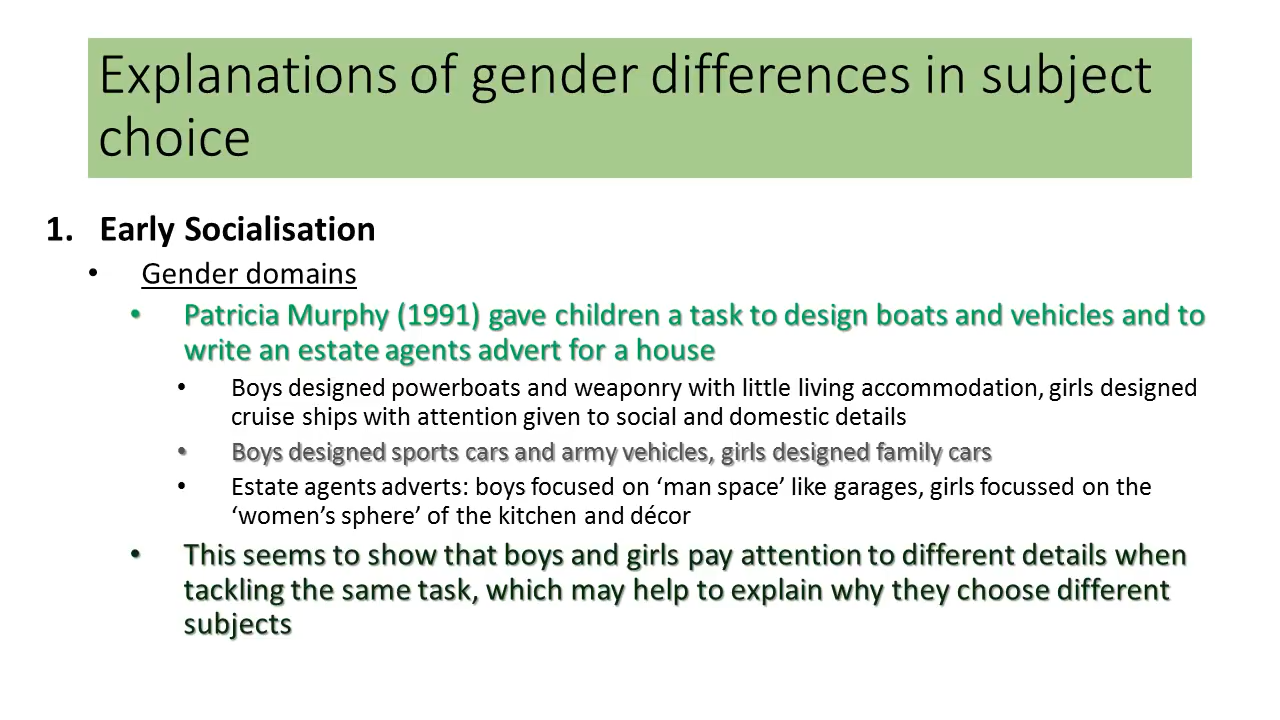 Explanations of gender differences in subject
choice
1. Early Socialisation
• Gender domains
• Patricia Murphy (1991) gave children a task to design boats and vehicles and to
write an estate agents advert for a house
• Boys designed powerboats and weaponry with little living accommodation, girls designed
cruise ships with attention given to social and domestic details
• Boys designed sports cars and army vehicles, girls designed family cars
• Estate agents adverts: boys focused on ‘man space’ like garages, girls focussed on the
‘women’s sphere’ of the kitchen and décor
• This seems to show that boys and girls pay attention to different details when
tackling the same task, which may help to explain why they choose different
subjects